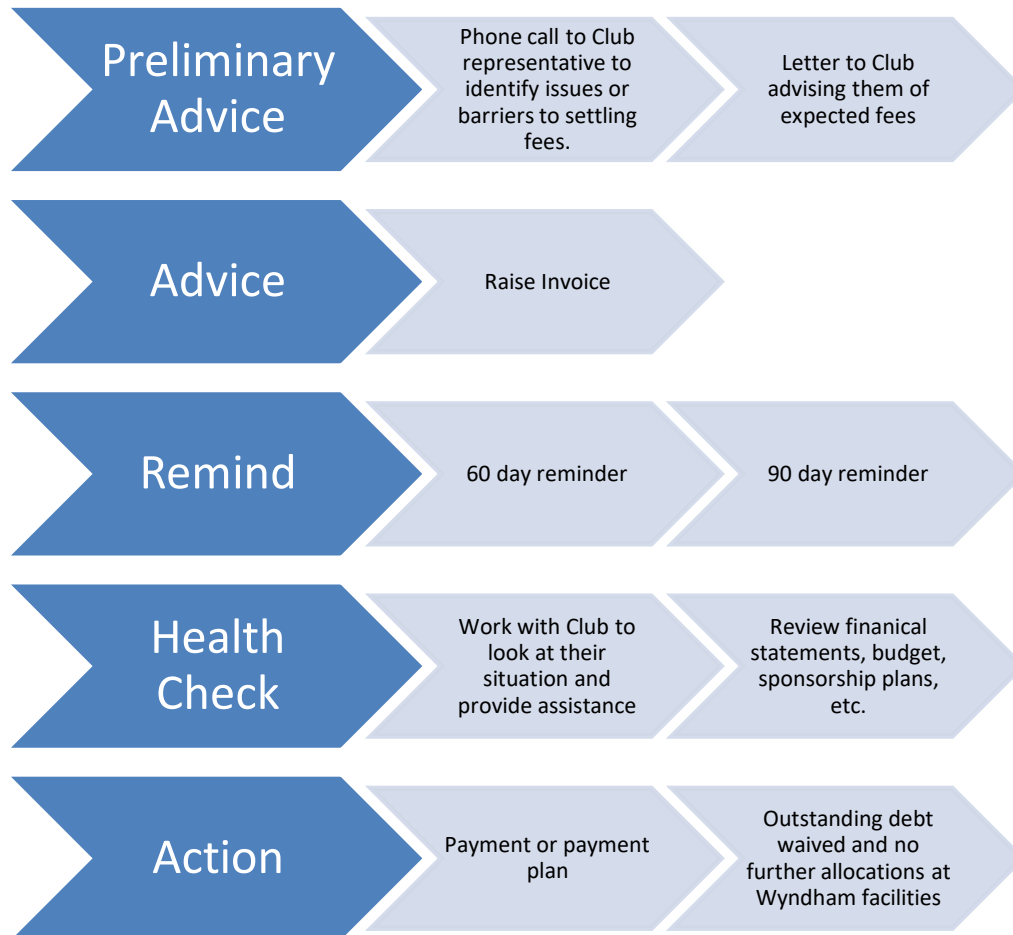 Preliminary
Advice
Phone call to Club
representative to
identify issues or
barriers to settling
fees.
Letter to Club
advising them of
expected fees
Advice
Raise Invoice
Remind
60 day reminder
90 day reminder
Health
Check
Work with Club to
look at their
situation and
provide assistance
Review finanical
statements, budget,
sponsorship plans,
etc.
Action
Payment or payment
plan
Outstanding debt
waived and no
further allocations at
Wyndham facilities